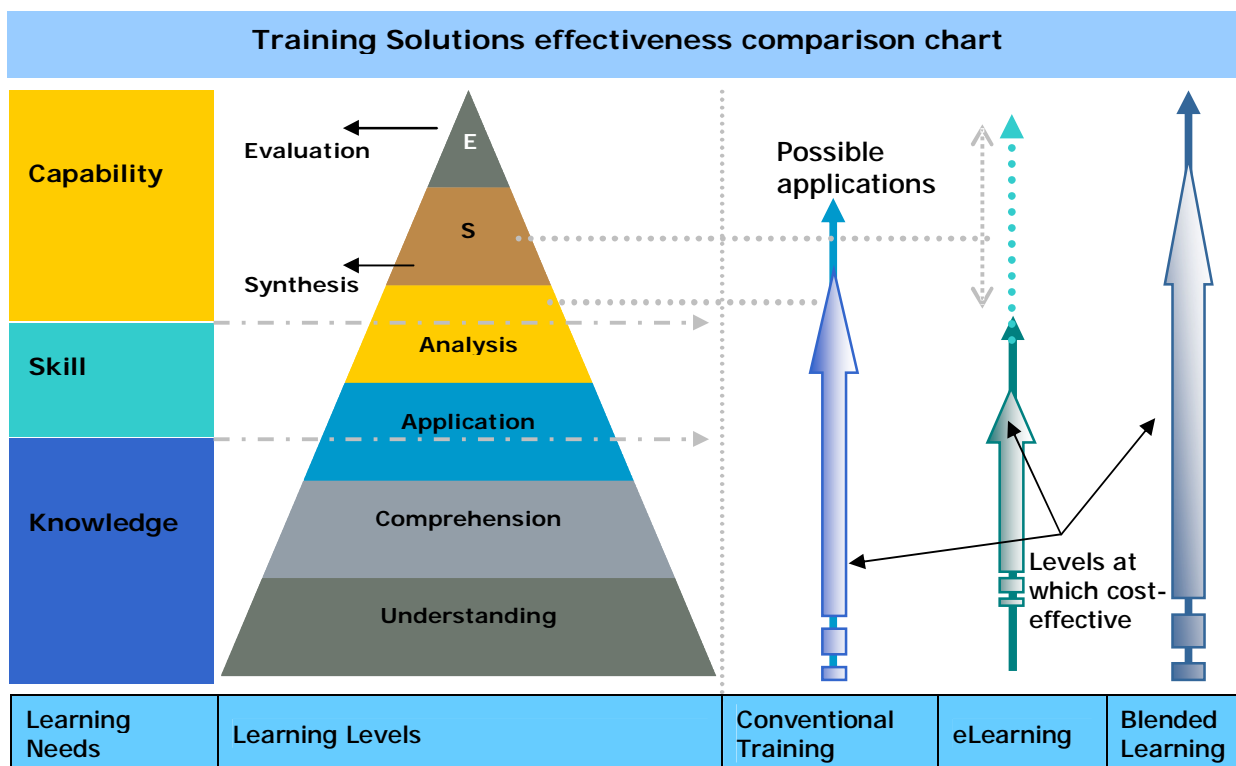 Training Solutions effectiveness comparison chart
Capability
Skill
Knowledge
Evaluation
Synthesis
E
S
Analysis
Application
Comprehension
Understanding
Possible
applications
Levels at
which cost-
effective
Learning
Needs
Learning Levels
Conventional
Training
eLearning
Blended
Learning